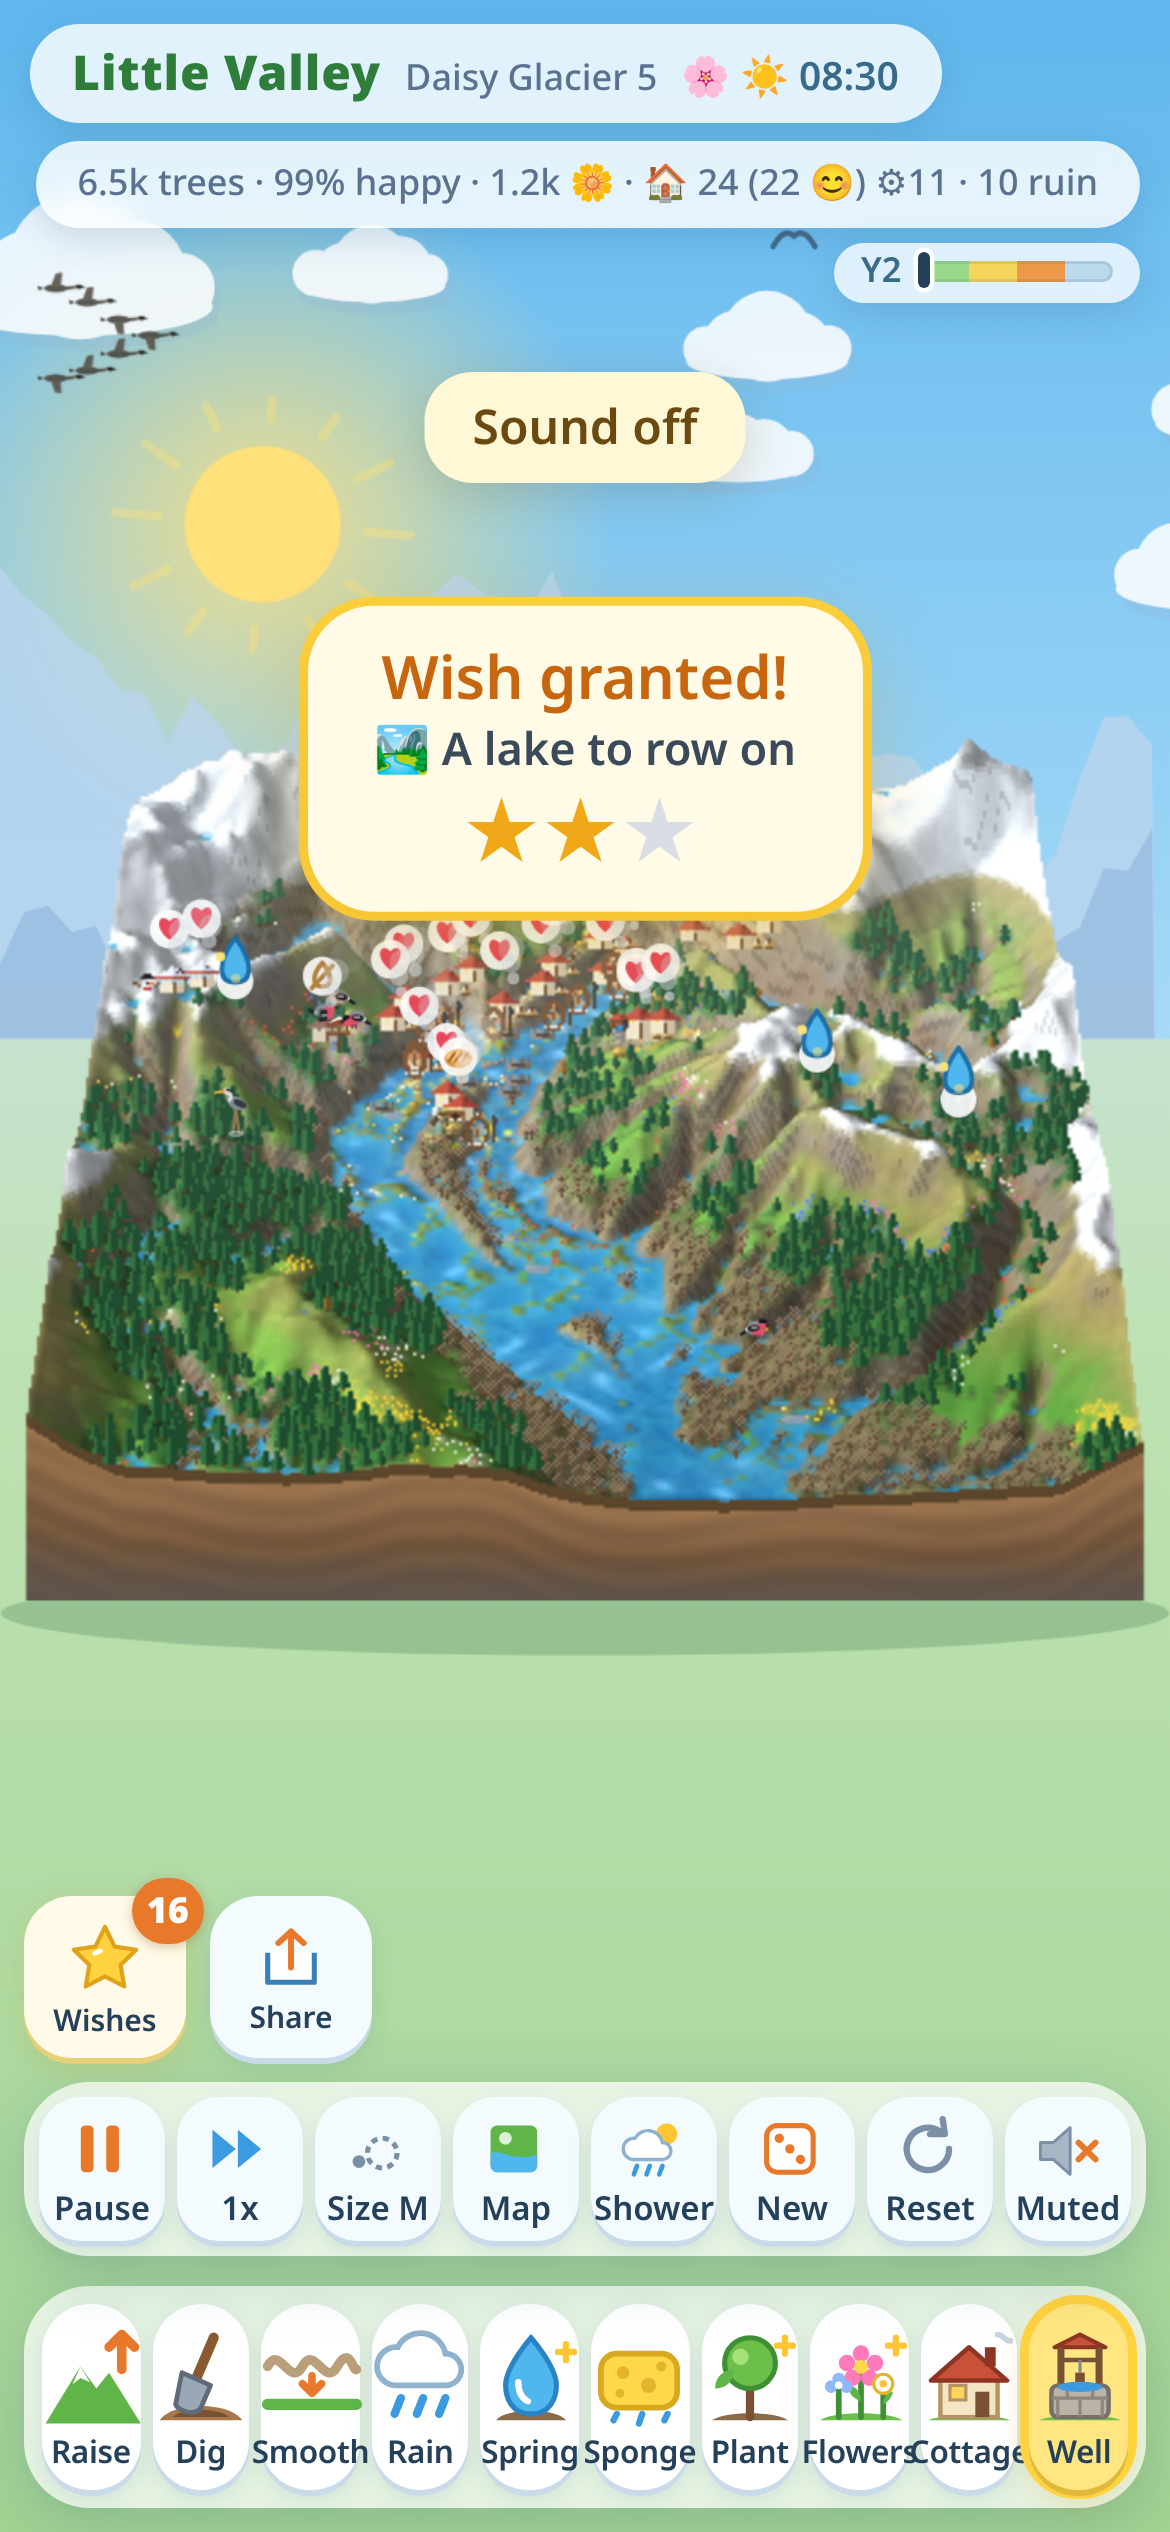 Little Valley Daisy Glacier 5 🌸 ☀️ 08:30
6.5k trees · 99% happy · 1.2k 🌼 · 🏠 24 (22 😊) ⚙11 · 10 ruin
Y2
Sound off
Wish granted!
🏞️ A lake to row on
★★★
16
Wishes
Share
Pause
1x
Size M
Map
Shower
New
Reset
Muted
Raise
Dig
Smooth
Rain
Spring
Sponge
Plant
Flowers
Cottage
Well